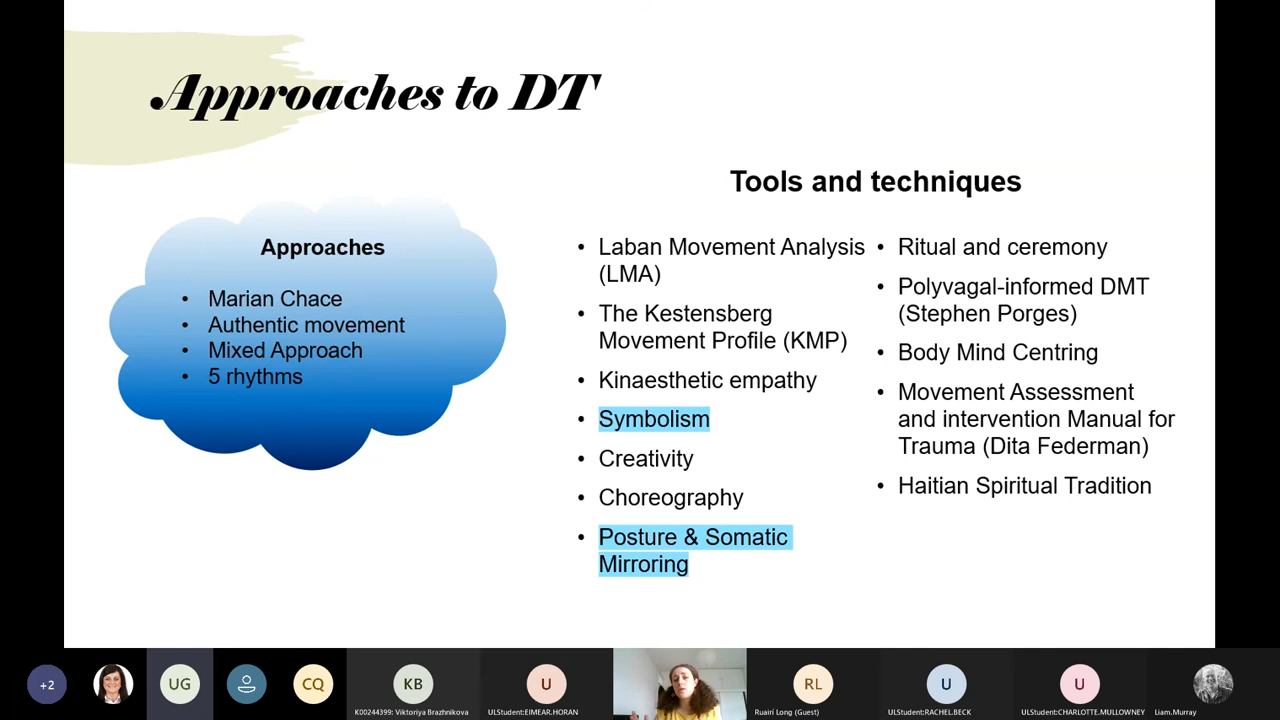 Approaches to DT
Tools and techniques
Approaches
• Marian Chace
• Authentic movement
• Mixed Approach
• 5 rhythms
• Laban Movement Analysis
(LMA)
• The Kestensberg
Movement Profile (KMP)
• Kinaesthetic empathy
• Symbolism
• Creativity
• Choreography
• Posture & Somatic
Mirroring
• Ritual and ceremony
• Polyvagal-informed DMT
(Stephen Porges)
• Body Mind Centring
• Movement Assessment
and intervention Manual for
Trauma (Dita Federman)
• Haitian Spiritual Tradition
+2
UG
CQ
KB
U
RL
U
U
K00244399: Viktoriya Brazhnikova
ULStudent:EIMEAR.HORAN
Ruairí Long (Guest)
ULStudent:RACHEL.BECK
ULStudent:CHARLOTTE.MULLOWNEY
Liam.Murray